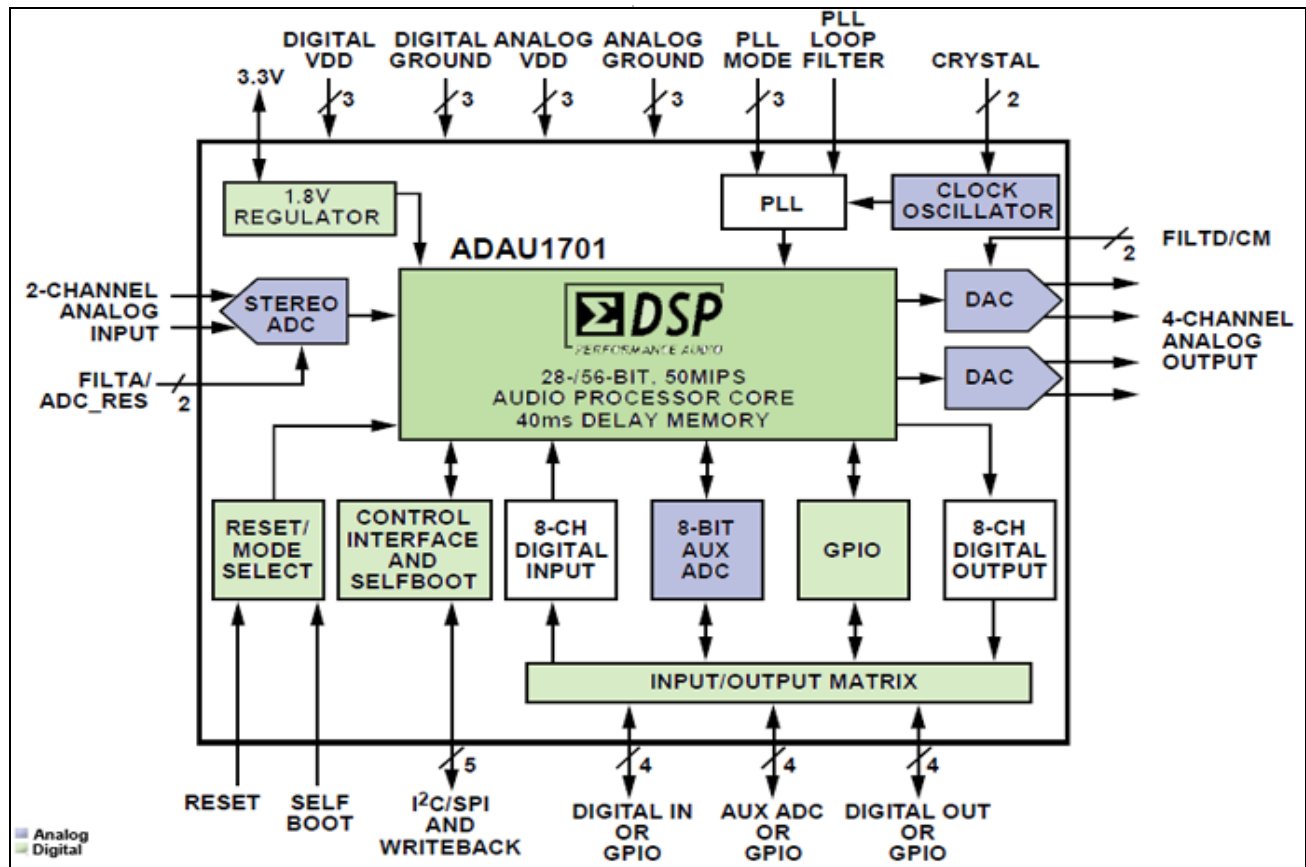 DIGITAL
VDD
DIGITAL
GROUND
ANALOG
VDD
ANALOG
GROUND
PLL
MODE
PLL
LOOP
FILTER
CRYSTAL
3.3V
3
3
3
3
3
2
1.8V
REGULATOR
PLL
CLOCK
OSCILLATOR
ADAU1701
2
FILTD/CM
2-CHANNEL
ANALOG
INPUT
STEREO
ADC
ΣDSP
PERFORMANCE AUDIO
28-/56-BIT, 50MIPS
AUDIO PROCESSOR CORE
40ms DELAY MEMORY
DAC
DAC
4-CHANNEL
ANALOG
OUTPUT
FILTA/
ADC_RES
2
RESET/
MODE
SELECT
CONTROL
INTERFACE
AND
SELFBOOT
8-CH
DIGITAL
INPUT
8-BIT
AUX
ADC
GPIO
8-CH
DIGITAL
OUTPUT
INPUT/OUTPUT MATRIX
5
4
4
4
RESET
SELF
BOOT
I²C/SPI
AND
WRITEBACK
DIGITAL IN
OR
GPIO
AUX ADC
OR
GPIO
DIGITAL OUT
OR
GPIO
Analog
Digital